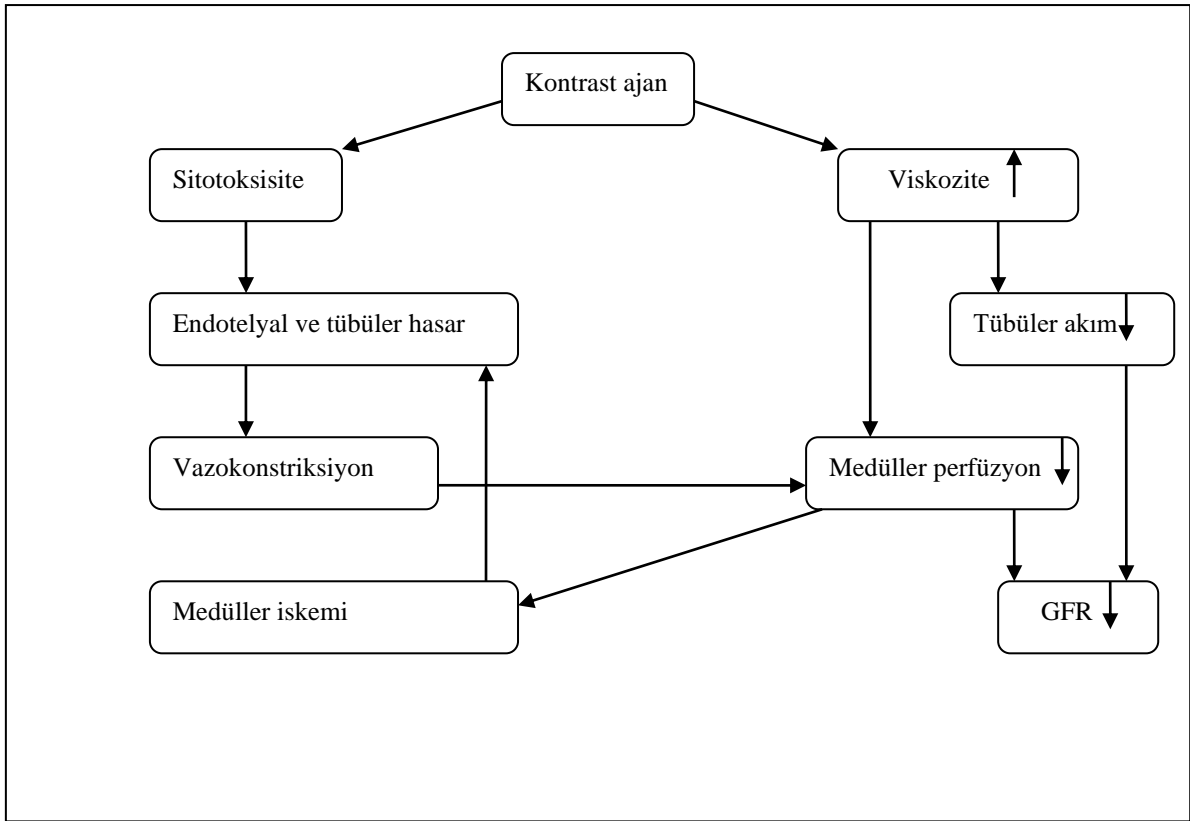 Kontrast ajan
Sitotoksisite
Viskozite
Endotelyal ve tübüler hasar
Tübüler akım
Vazokonstriksiyon
Medüller perfüzyon
Medüller iskemi
GFR